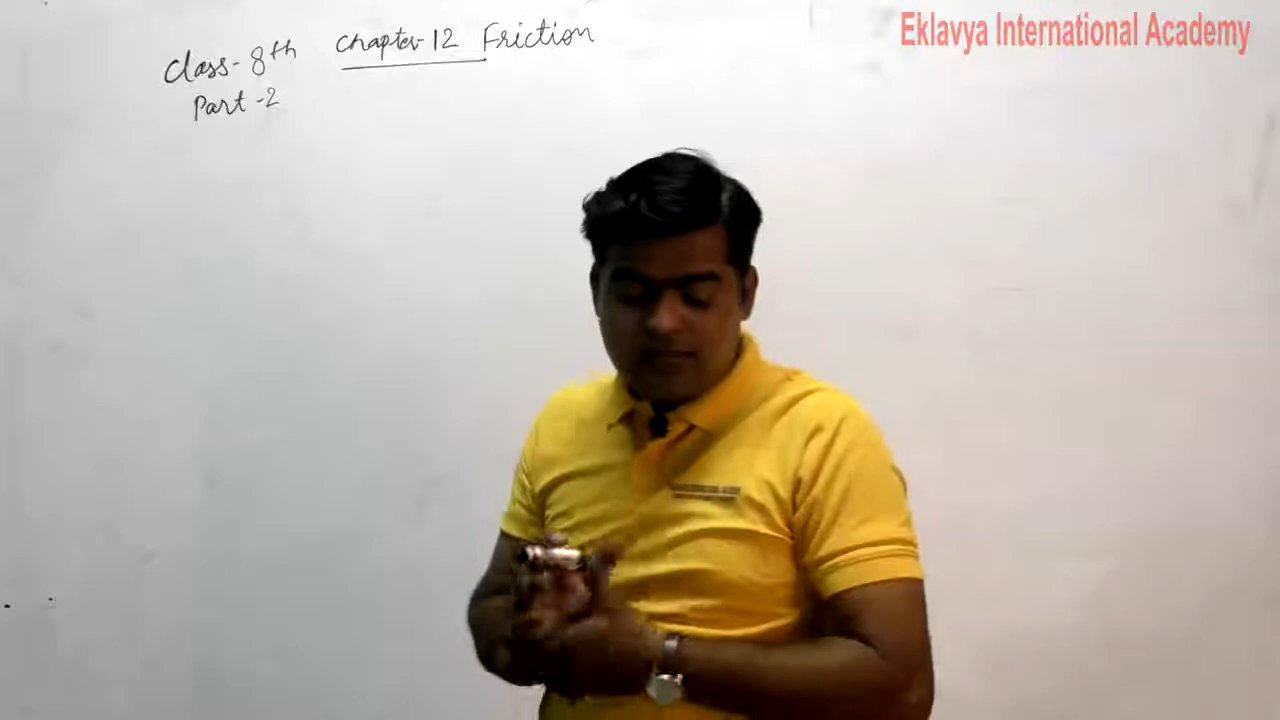 Eklavya International Academy
Class - 8th Chapter-12 Friction
Part -2